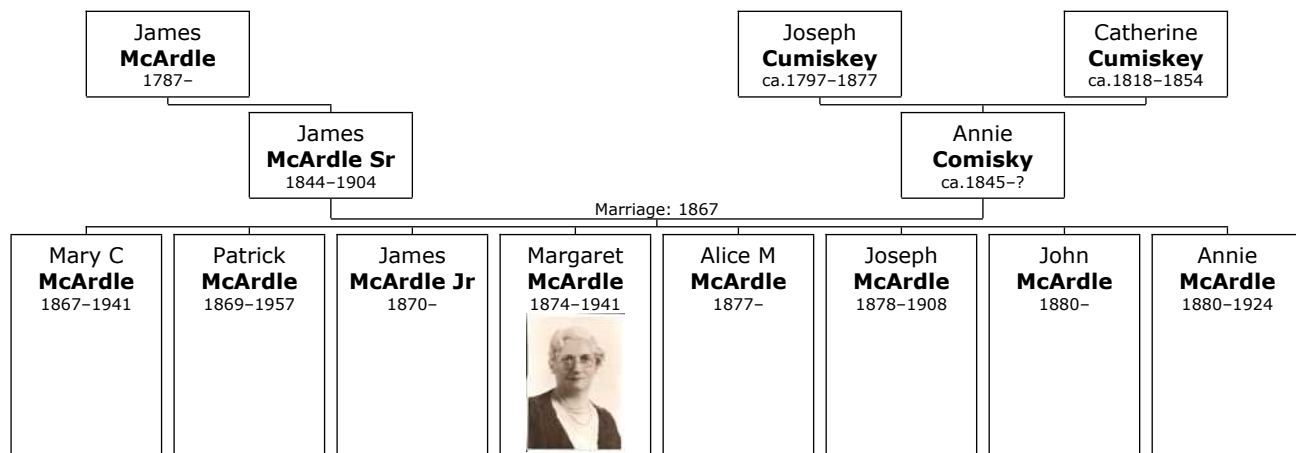 James
McArdle
1787–
Joseph
Cumiskey
ca.1797–1877
Catherine
Cumiskey
ca.1818–1854
James
McArdle Sr
1844–1904
Annie
Comisky
ca.1845–?
Marriage: 1867
Mary C
McArdle
1867–1941
Patrick
McArdle
1869–1957
James
McArdle Jr
1870–
Margaret
McArdle
1874–1941
Alice M
McArdle
1877–
Joseph
McArdle
1878–1908
John
McArdle
1880–
Annie
McArdle
1880–1924